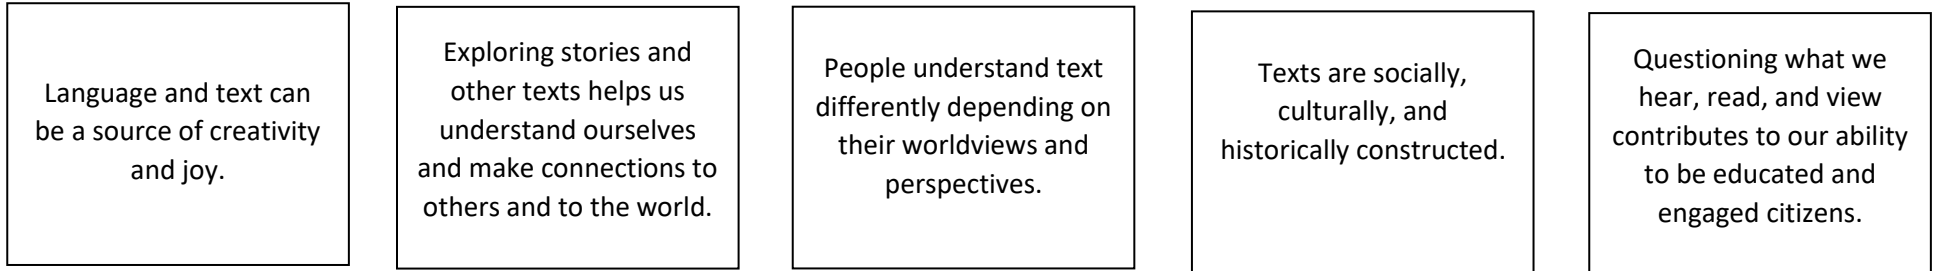 Language and text can
be a source of creativity
and joy.
Exploring stories and
other texts helps us
understand ourselves
and make connections to
others and to the world.
People understand text
differently depending on
their worldviews and
perspectives.
Texts are socially,
culturally, and
historically constructed.
Questioning what we
hear, read, and view
contributes to our ability
to be educated and
engaged citizens.